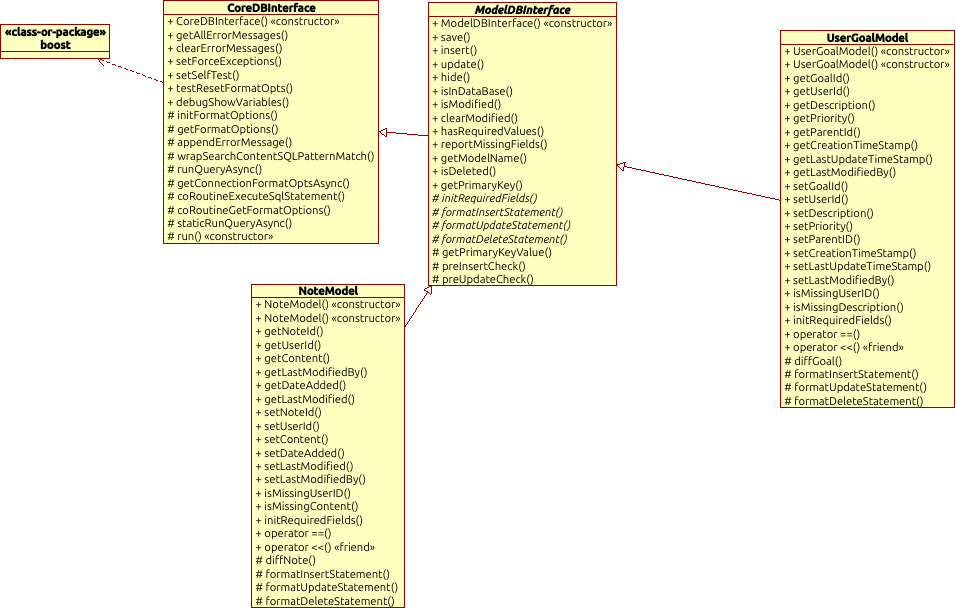 «class-or-package»
boost
CoreDBInterface
+ CoreDBInterface() «constructor»
+ getAllErrorMessages()
+ clearErrorMessages()
+ setForceExceptions()
+ setSelfTest()
+ testResetFormatOpts()
+ debugShowVariables()
# initFormatOptions()
# getFormatOptions()
# appendErrorMessage()
# wrapSearchContentSQLPatternMatch()
# runQueryAsync()
# getConnectionFormatOptsAsync()
# coRoutineExecuteSqlStatement()
# coRoutineGetFormatOptions()
# staticRunQueryAsync()
# run() «constructor»
ModelDBInterface
+ ModelDBInterface() «constructor»
+ save()
+ insert()
+ update()
+ hide()
+ isInDataBase()
+ isModified()
+ clearModified()
+ hasRequiredValues()
+ reportMissingFields()
+ getModelName()
+ isDeleted()
+ getPrimaryKey()
# initRequiredFields()
# formatInsertStatement()
# formatUpdateStatement()
# formatDeleteStatement()
# getPrimaryKeyValue()
# preInsertCheck()
# preUpdateCheck()
UserGoalModel
+ UserGoalModel() «constructor»
+ UserGoalModel() «constructor»
+ getGoalId()
+ getUserId()
+ getDescription()
+ getPriority()
+ getParentId()
+ getCreationTimeStamp()
+ getLastUpdateTimeStamp()
+ getLastModifiedBy()
+ setGoalId()
+ setUserId()
+ setDescription()
+ setPriority()
+ setParentID()
+ setCreationTimeStamp()
+ setLastUpdateTimeStamp()
+ setLastModifiedBy()
+ isMissingUserID()
+ isMissingDescription()
+ initRequiredFields()
+ operator ==()
+ operator <<() «friend»
# diffGoal()
# formatInsertStatement()
# formatUpdateStatement()
# formatDeleteStatement()
NoteModel
+ NoteModel() «constructor»
+ NoteModel() «constructor»
+ getNoteId()
+ getUserId()
+ getContent()
+ getLastModifiedBy()
+ getDateAdded()
+ getLastModified()
+ setNoteId()
+ setUserId()
+ setContent()
+ setDateAdded()
+ setLastModified()
+ setLastModifiedBy()
+ isMissingUserID()
+ isMissingContent()
+ initRequiredFields()
+ operator ==()
+ operator <<() «friend»
# diffNote()
# formatInsertStatement()
# formatUpdateStatement()
# formatDeleteStatement()